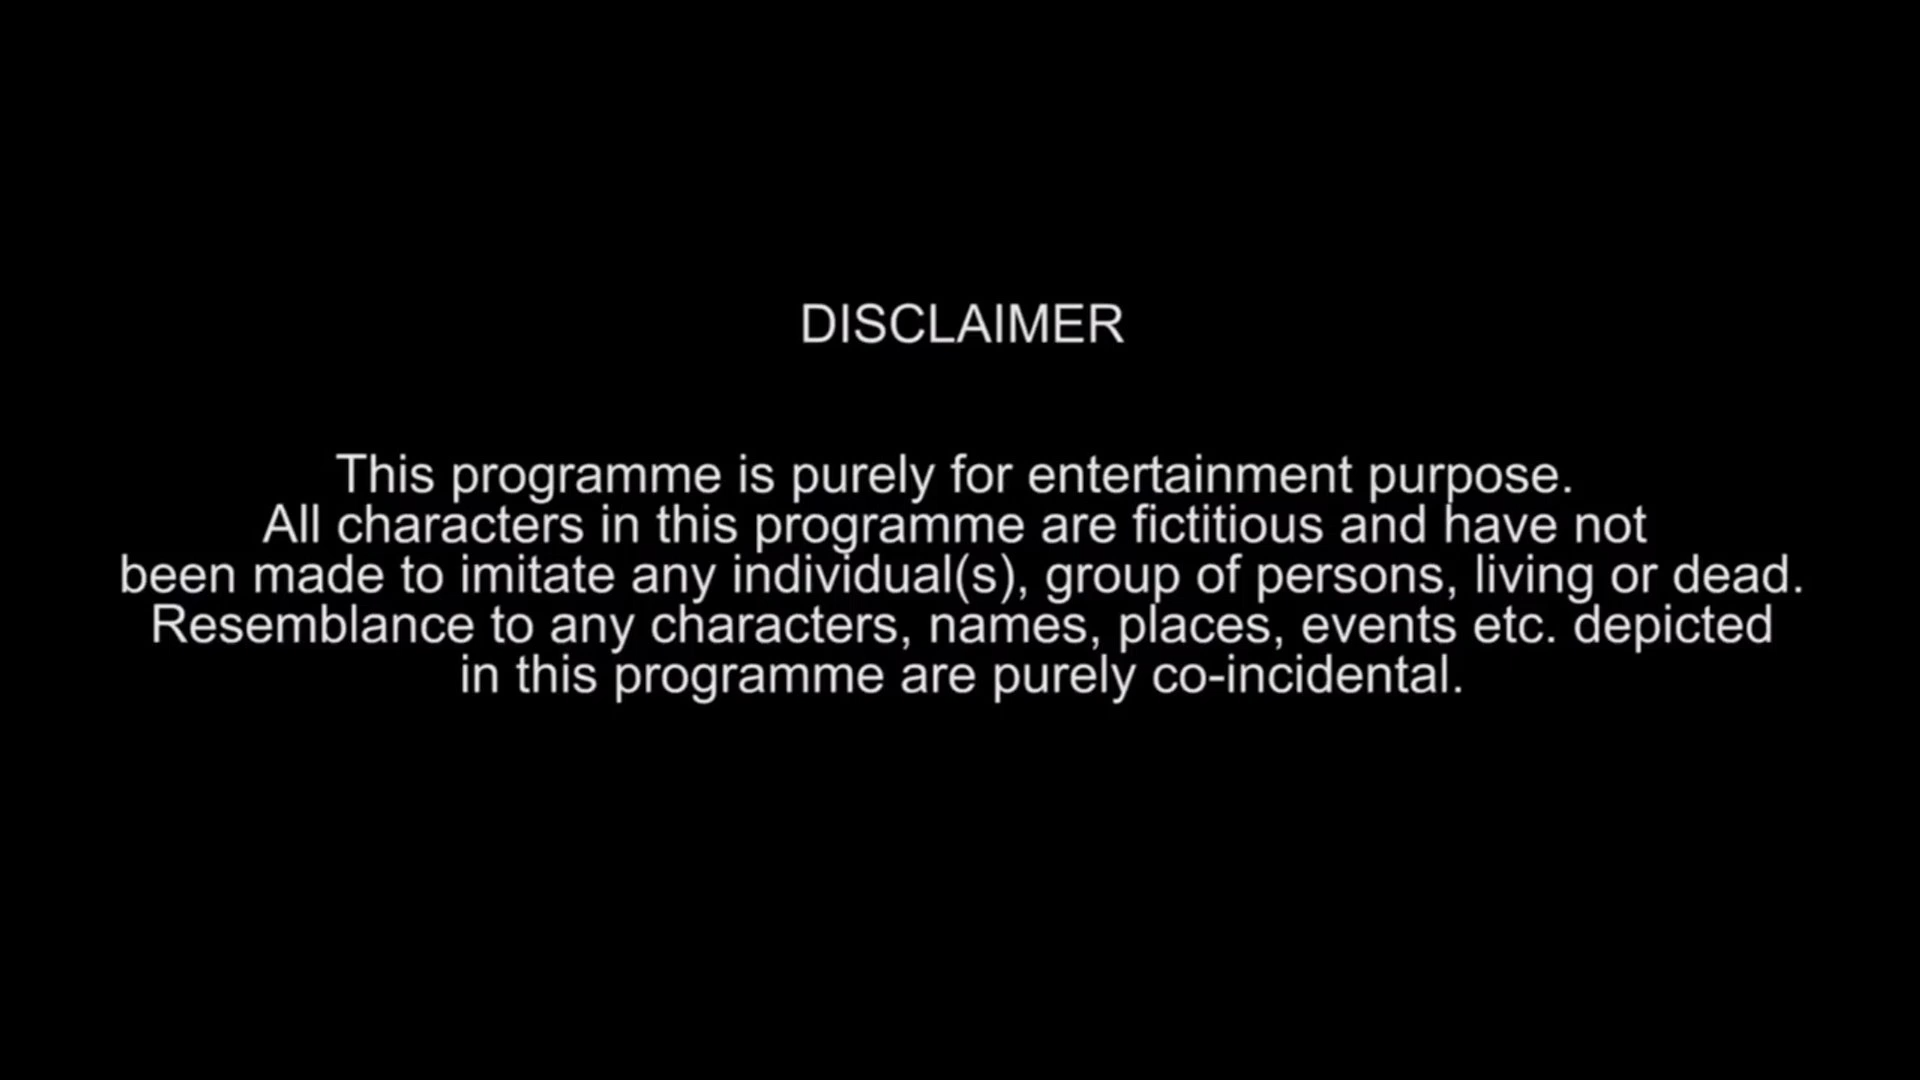 DISCLAIMER
This programme is purely for entertainment purpose.
All characters in this programme are fictitious and have not
been made to imitate any individual(s), group of persons, living or dead.
Resemblance to any characters, names, places, events etc. depicted
in this programme are purely co-incidental.